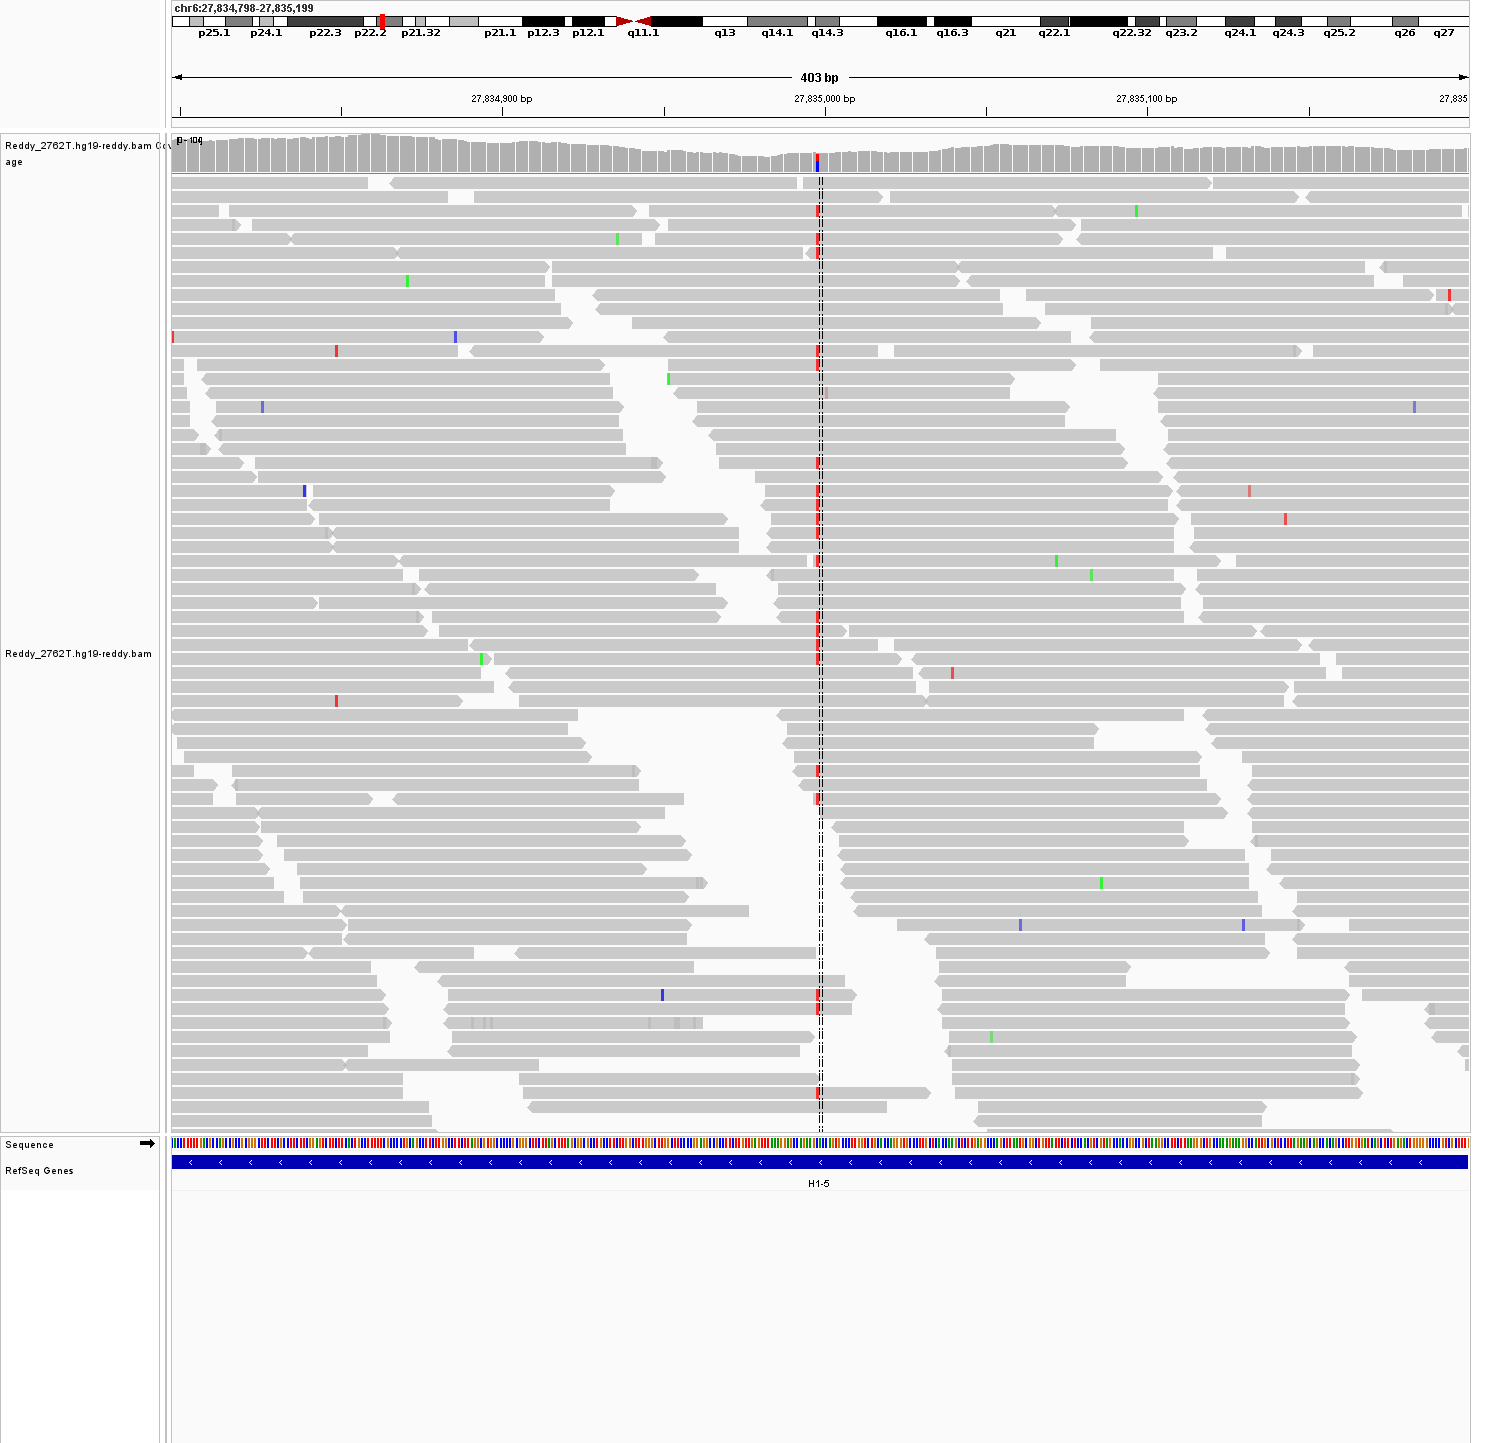 chr6:27,834,798-27,835,199
p25.1 p24.1 p22.3 p22.2 p21.32 p21.1 p12.3 p12.1 q11.1 q13 q14.1 q14.3 q16.1 q16.3 q21 q22.1 q22.32 q23.2 q24.1 q24.3 q25.2 q26 q27
403 bp
27,834,900 bp 27,835,000 bp 27,835,100 bp 27,835
Reddy_2762T.hg19-reddy.bam Cov
age
[0 - 104]
Reddy_2762T.hg19-reddy.bam
Sequence
RefSeq Genes
H1-5